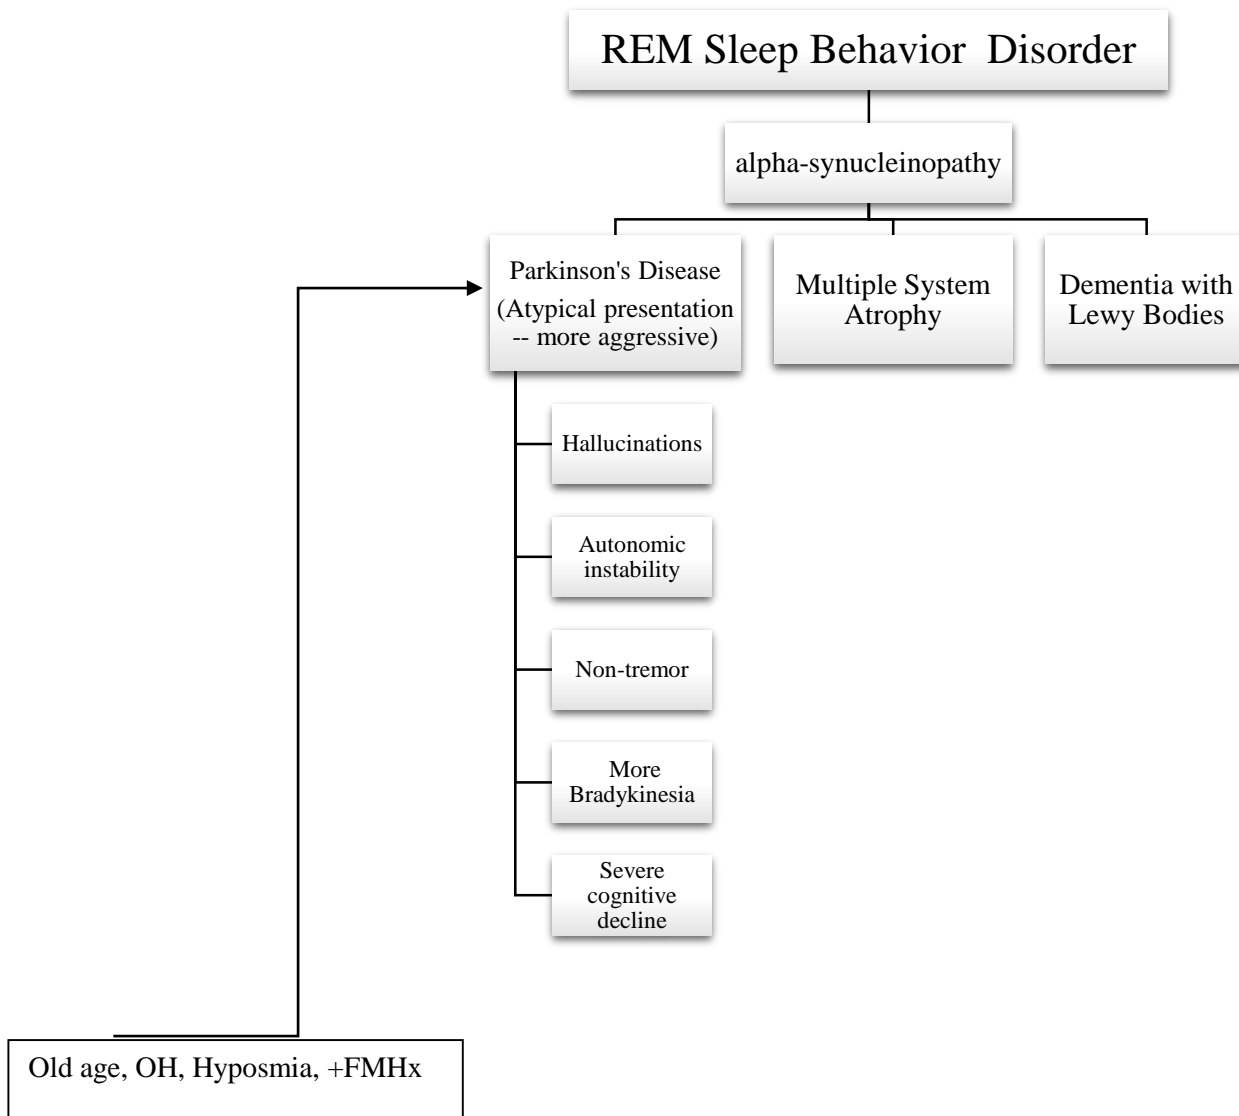 REM Sleep Behavior  Disorder
alpha-synucleinopathy
Parkinson's Disease
(Atypical presentation
-- more aggressive)
Multiple System
Atrophy
Dementia with
Lewy Bodies
Hallucinations
Autonomic
instability
Non-tremor
More
Bradykinesia
Severe
cognitive
decline
Old age, OH, Hyposmia, +FMHx